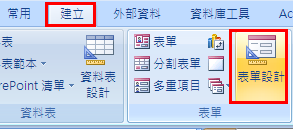 常用 建立 外部資料 資料庫工具 Ac
表 表單
表範本 分割表單
rePoint 清單 多重項目
資料表
設計
表單設計
資料表 表單